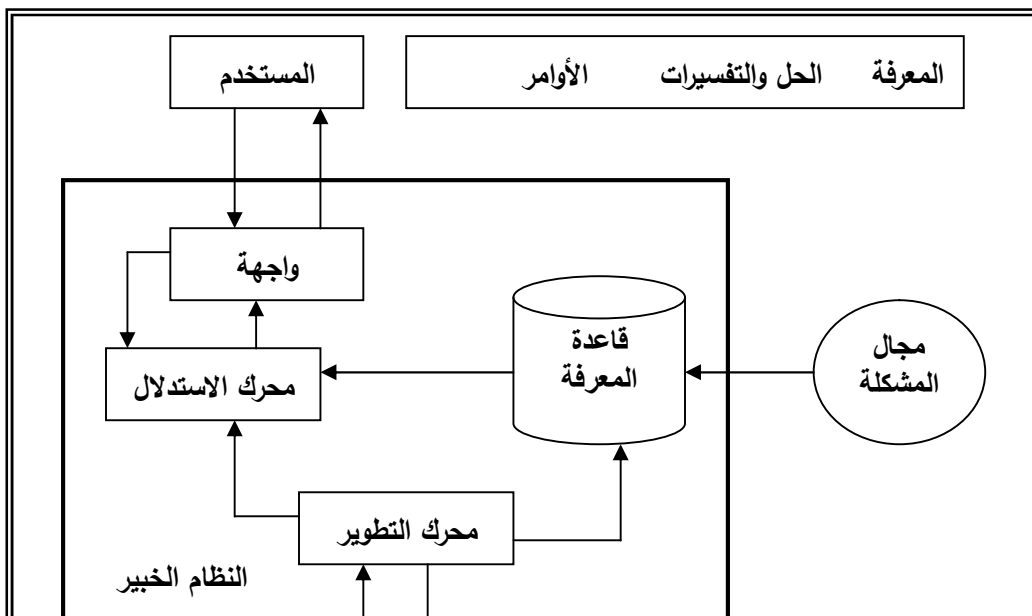 المعرفة الحل والتفسيرات الأوامر
المستخدم
واجهة
قاعدة
المعرفة
مجال
المشكلة
محرك الاستدلال
محرك التطوير
النظام الخبير